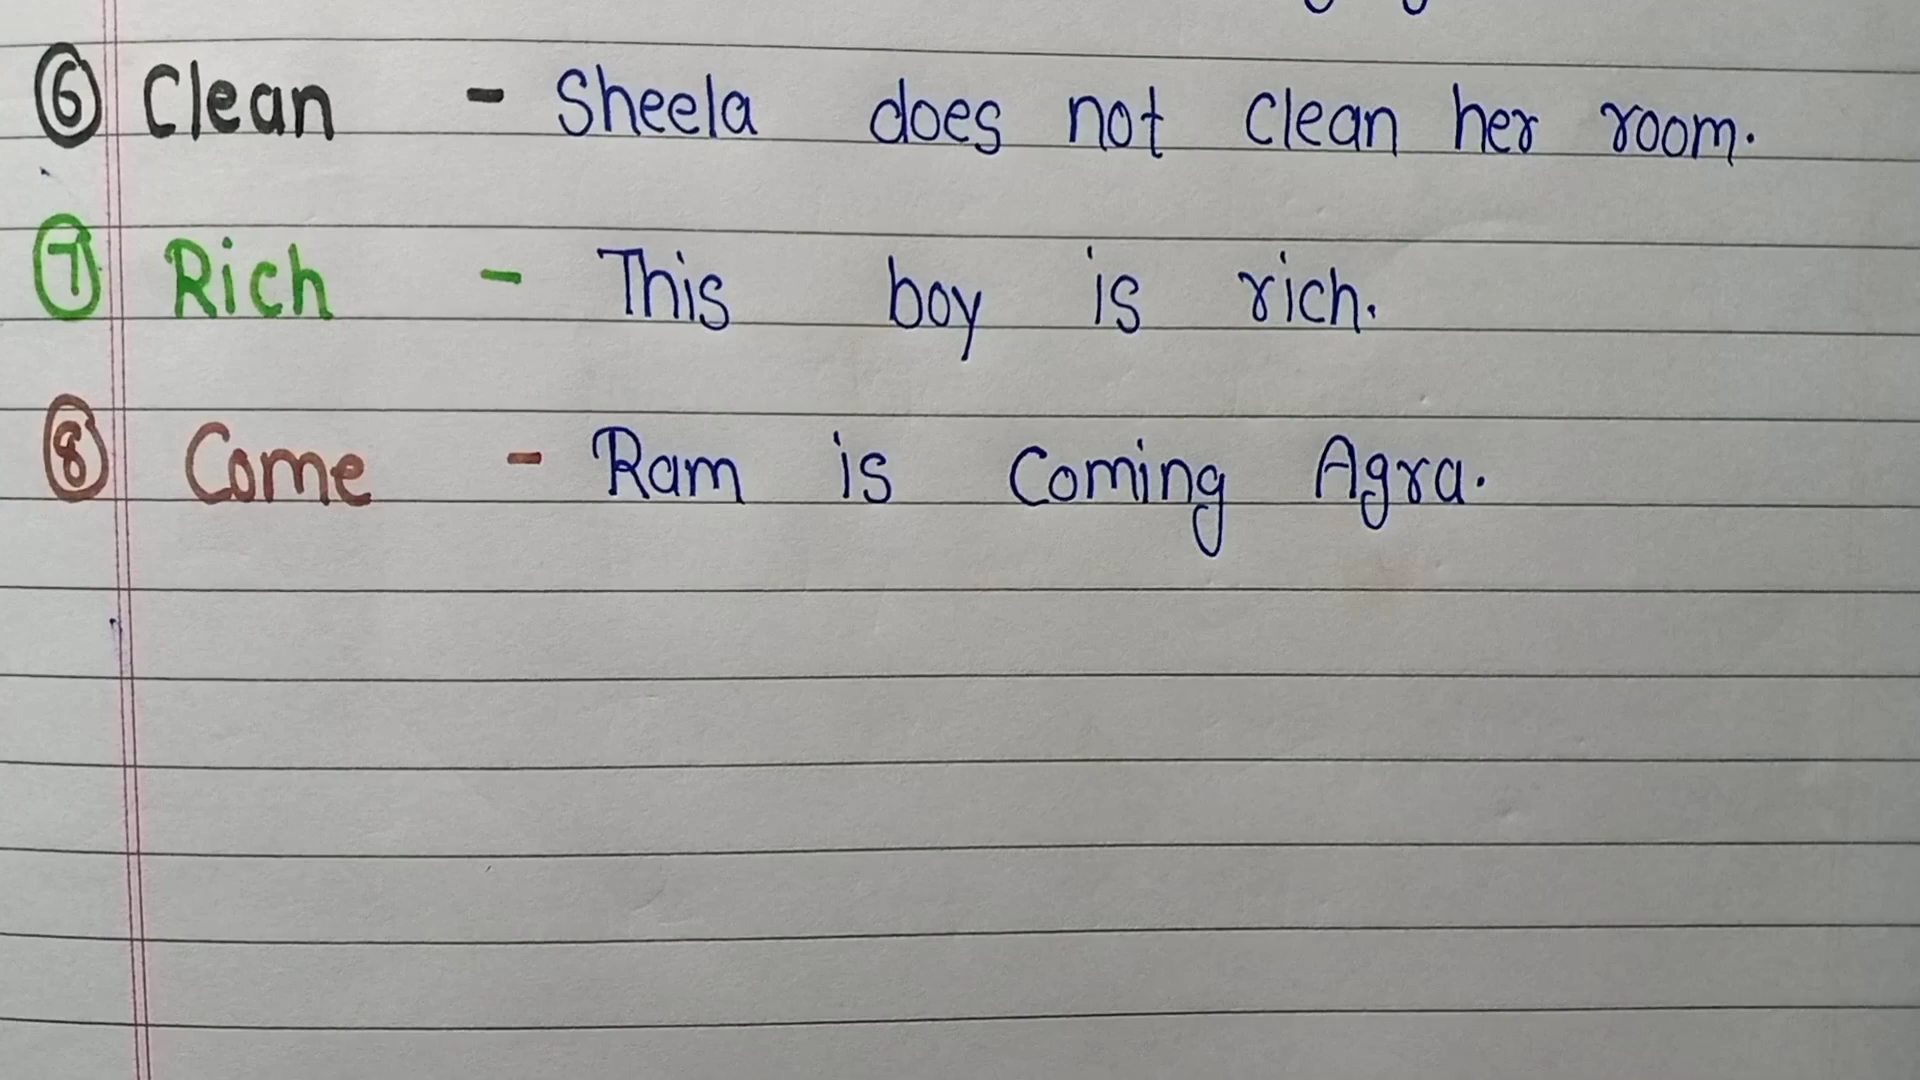 6 Clean - Sheela does not clean her room.
7 Rich - This boy is rich.
8 Come - Ram is Coming Agra.